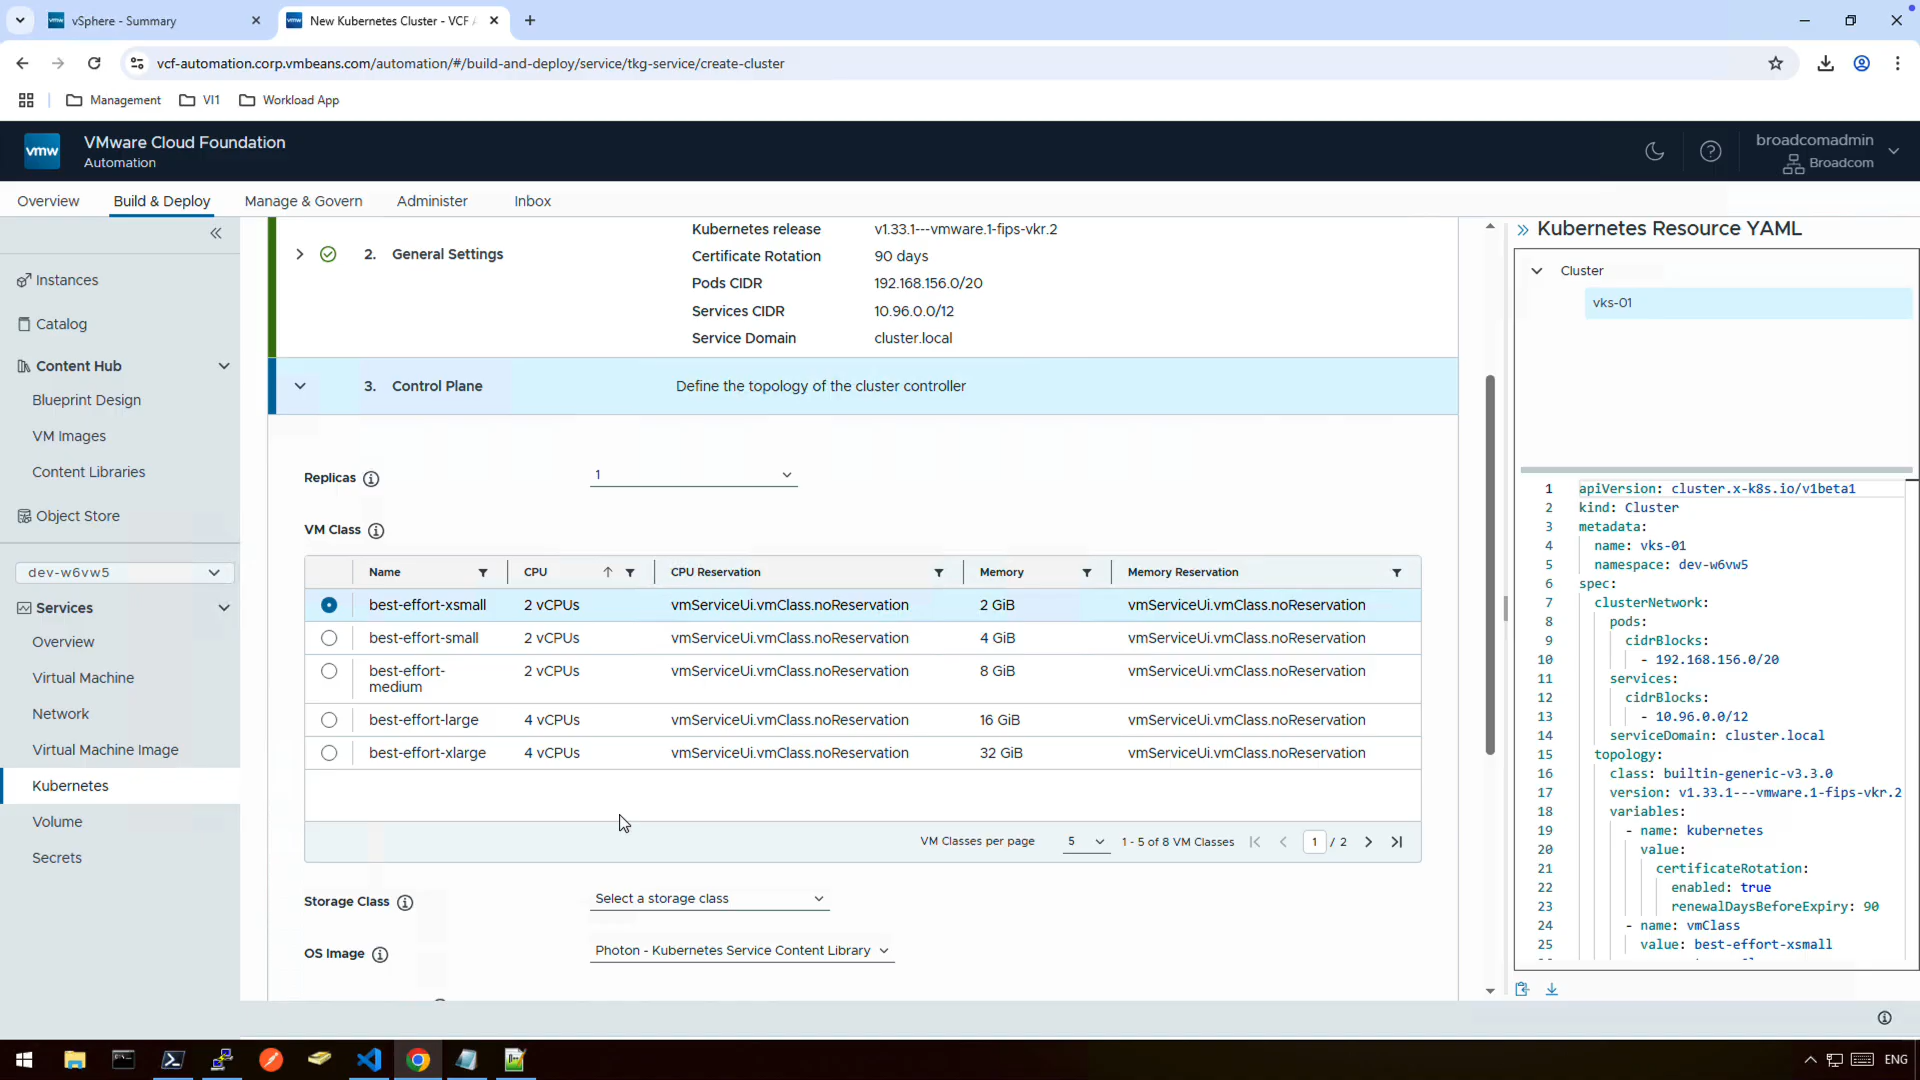 vmw vSphere - Summary
vmw New Kubernetes Cluster - VCF A
vcf-automation.corp.vmbeans.com/automation/#/build-and-deploy/service/tkg-service/create-cluster
Management VI1 Workload App
vmw
VMware Cloud Foundation
Automation
broadcomadmin
Broadcom
Overview Build & Deploy Manage & Govern Administer Inbox
Instances
Catalog
Content Hub
Blueprint Design
VM Images
Content Libraries
Object Store
dev-w6vw5
Services
Overview
Virtual Machine
Network
Virtual Machine Image
Kubernetes
Volume
Secrets
2. General Settings
Kubernetes release v1.33.1---vmware.1-fips-vkr.2
Certificate Rotation 90 days
Pods CIDR 192.168.156.0/20
Services CIDR 10.96.0.0/12
Service Domain cluster.local
3. Control Plane Define the topology of the cluster controller
Replicas 1
VM Class
Name CPU CPU Reservation Memory Memory Reservation
best-effort-xsmall 2 vCPUs vmServiceUi.vmClass.noReservation 2 GiB vmServiceUi.vmClass.noReservation
best-effort-small 2 vCPUs vmServiceUi.vmClass.noReservation 4 GiB vmServiceUi.vmClass.noReservation
best-effort-
medium 2 vCPUs vmServiceUi.vmClass.noReservation 8 GiB vmServiceUi.vmClass.noReservation
best-effort-large 4 vCPUs vmServiceUi.vmClass.noReservation 16 GiB vmServiceUi.vmClass.noReservation
best-effort-xlarge 4 vCPUs vmServiceUi.vmClass.noReservation 32 GiB vmServiceUi.vmClass.noReservation
VM Classes per page 5 1 - 5 of 8 VM Classes 1 / 2
Storage Class Select a storage class
OS Image Photon - Kubernetes Service Content Library
Kubernetes Resource YAML
Cluster
vks-01
1 apiVersion: cluster.x-k8s.io/v1beta1
2 kind: Cluster
3 metadata:
4 name: vks-01
5 namespace: dev-w6vw5
6 spec:
7 clusterNetwork:
8 pods:
9 cidrBlocks:
10 - 192.168.156.0/20
11 services:
12 cidrBlocks:
13 - 10.96.0.0/12
14 serviceDomain: cluster.local
15 topology:
16 class: builtin-generic-v3.3.0
17 version: v1.33.1---vmware.1-fips-vkr.2
18 variables:
19 - name: kubernetes
20 value:
21 certificateRotation:
22 enabled: true
23 renewalDaysBeforeExpiry: 90
24 - name: vmClass
25 value: best-effort-xsmall
ENG